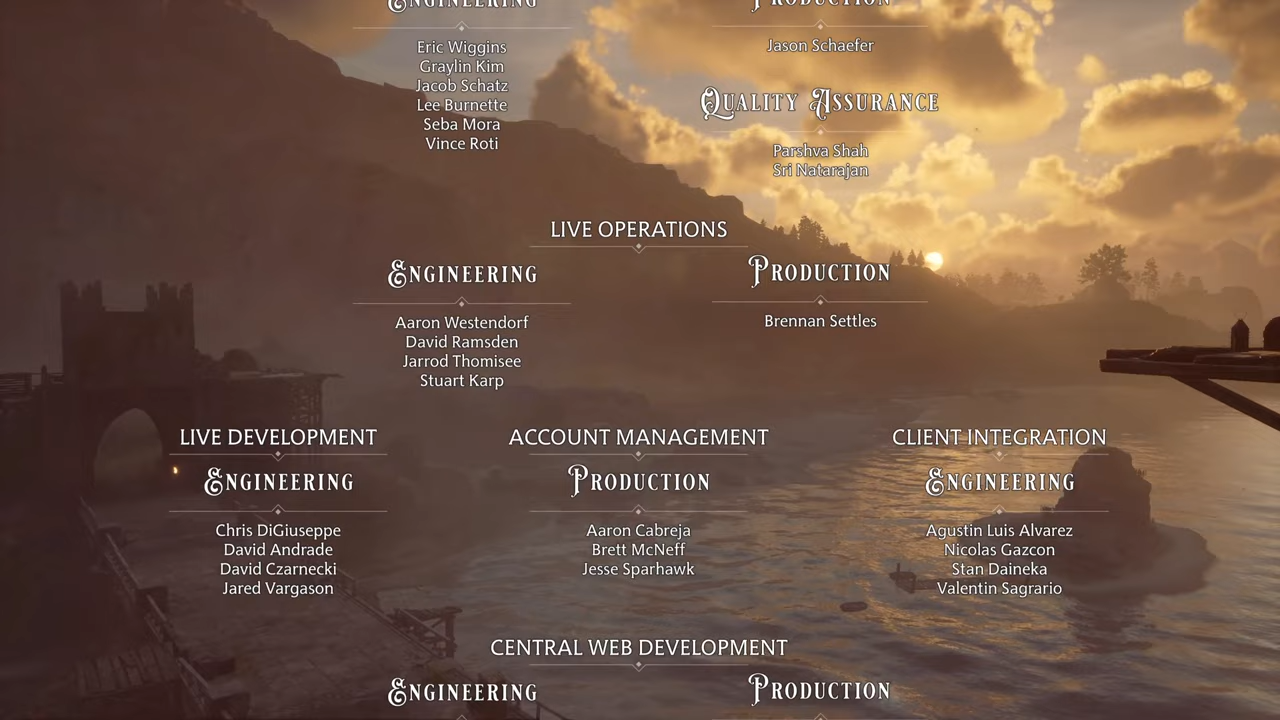 Engineering
Eric Wiggins
Graylin Kim
Jacob Schatz
Lee Burnette
Seba Mora
Vince Roti
Production
Jason Schaefer
Quality Assurance
Parshva Shah
Sri Natarajan
LIVE OPERATIONS
Engineering
Aaron Westendorf
David Ramsden
Jarrod Thomisee
Stuart Karp
Production
Brennan Settles
LIVE DEVELOPMENT
Engineering
Chris DiGiuseppe
David Andrade
David Czarnecki
Jared Vargason
ACCOUNT MANAGEMENT
Production
Aaron Cabreja
Brett McNeff
Jesse Sparhawk
CLIENT INTEGRATION
Engineering
Agustin Luis Alvarez
Nicolas Gazcon
Stan Daineka
Valentin Sagrario
CENTRAL WEB DEVELOPMENT
Engineering
Production